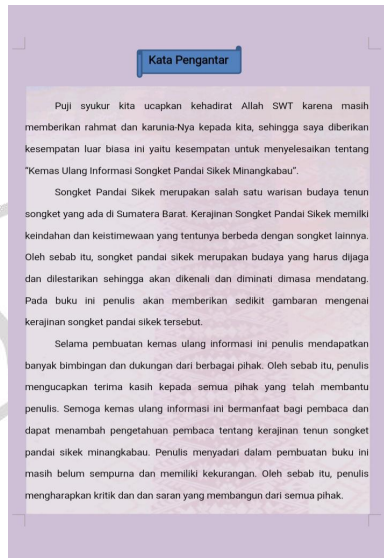 Kata Pengantar
Puji syukur kita ucapkan kehadirat Allah SWT karena masih
memberikan rahmat dan karunia-Nya kepada kita, sehingga saya diberikan
kesempatan luar biasa ini yaitu kesempatan untuk menyelesaikan tentang
"Kemas Ulang Informasi Songket Pandai Sikek Minangkabau".
Songket Pandai Sikek merupakan salah satu warisan budaya tenun
songket yang ada di Sumatera Barat. Kerajinan Songket Pandai Sikek memilki
keindahan dan keistimewaan yang tentunya berbeda dengan songket lainnya.
Oleh sebab itu, songket pandai sikek merupakan budaya yang harus dijaga
dan dilestarikan sehingga akan dikenali dan diminati dimasa mendatang.
Pada buku ini penulis akan memberikan sedikit gambaran mengenai
kerajinan songket pandai sikek tersebut.
Selama pembuatan kemas ulang informasi ini penulis mendapatkan
banyak bimbingan dan dukungan dari berbagai pihak. Oleh sebab itu, penulis
mengucapkan terima kasih kepada semua pihak yang telah membantu
penulis. Semoga kemas ulang informasi ini bermanfaat bagi pembaca dan
dapat menambah pengetahuan pembaca tentang kerajinan tenun songket
pandai sikek minangkabau. Penulis menyadari dalam pembuatan buku ini
masih belum sempurna dan memiliki kekurangan. Oleh sebab itu, penulis
mengharapkan kritik dan dan saran yang membangun dari semua pihak.